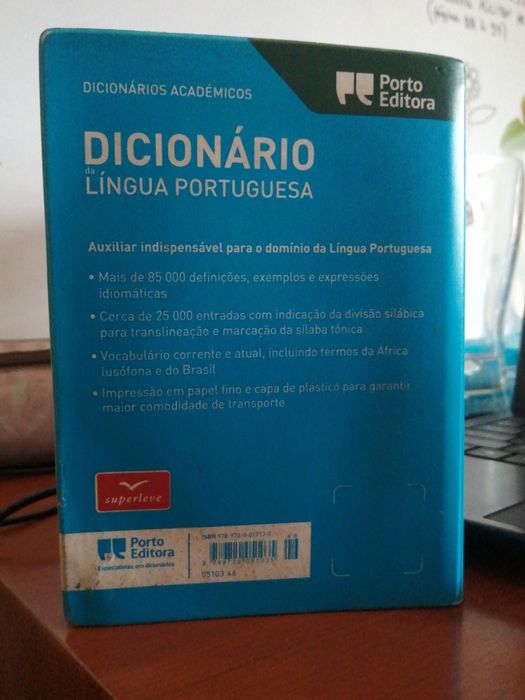 DICIONÁRIOS ACADÉMICOS
Porto
Editora
DICIONÁRIO
da
LÍNGUA PORTUGUESA
Auxiliar indispensável para o domínio da Língua Portuguesa
• Mais de 85 000 definições, exemplos e expressões
idiomáticas
• Cerca de 25 000 entradas com indicação da divisão silábica
para translineação e marcação da sílaba tónica
• Vocabulário corrente e atual, incluindo termos da África
lusófona e do Brasil
• Impressão em papel fino e capa de plástico para garantir
maior comodidade de transporte
superleve
Porto
Editora
Especialistas em dicionários
ISBN
05103